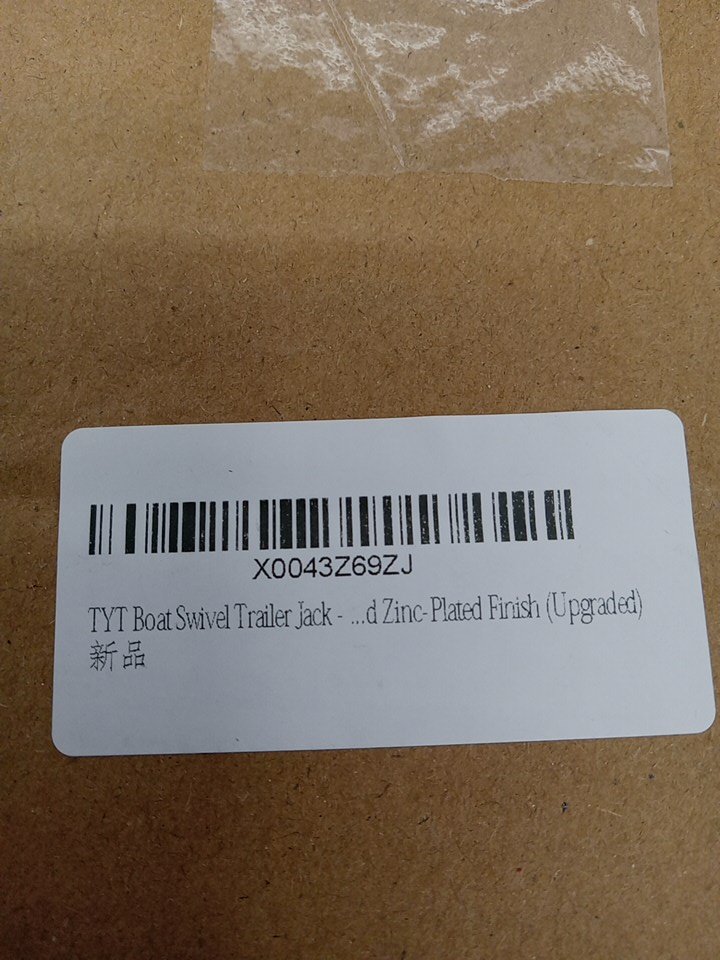 X0043Z69ZJ
TYT Boat Swivel Trailer Jack - ...d Zinc-Plated Finish (Upgraded)
新品